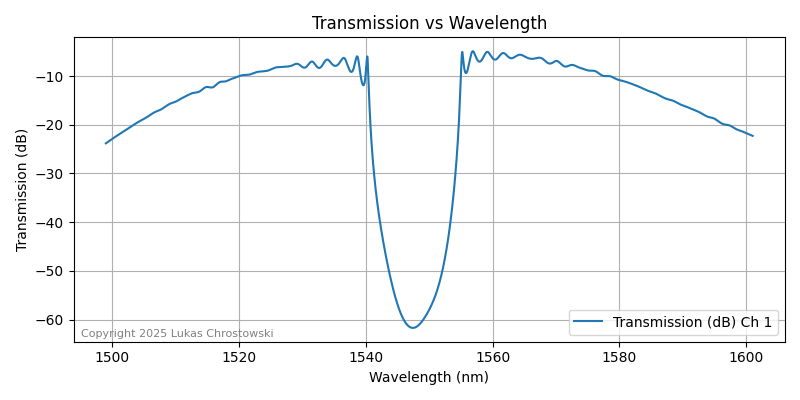 Transmission vs Wavelength
Transmission (dB)
−10
−20
−30
−40
−50
−60
Copyright 2025 Lukas Chrostowski
Transmission (dB) Ch 1
1500
1520
1540
1560
1580
1600
Wavelength (nm)